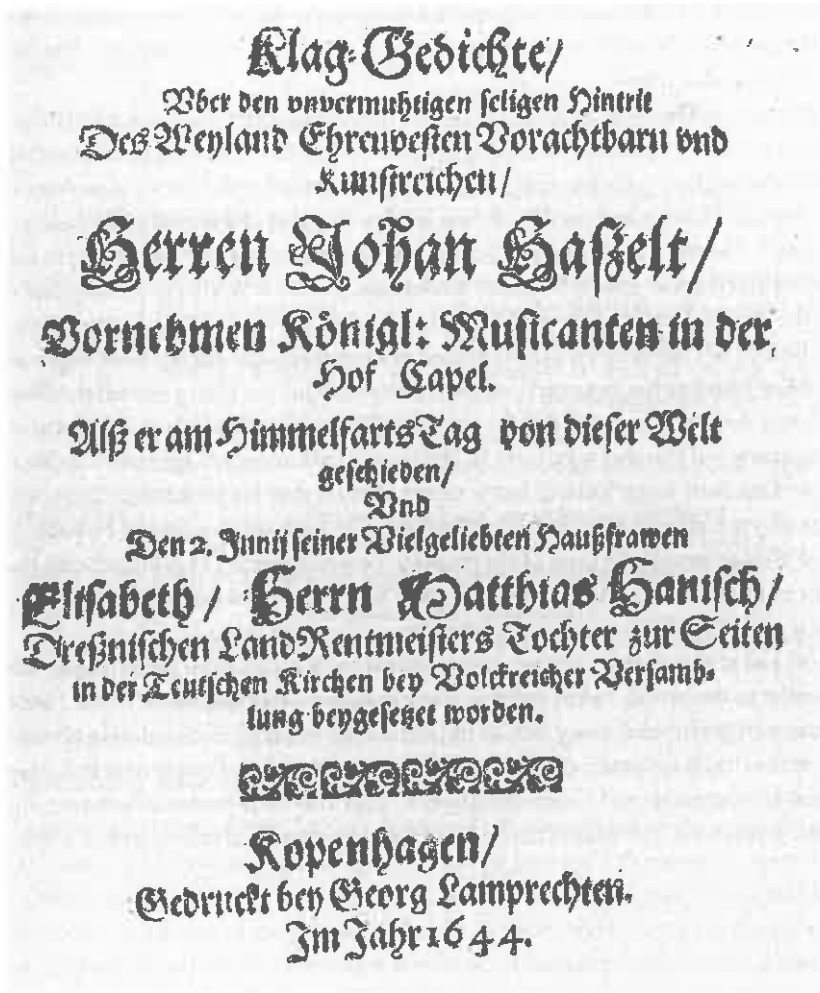 Klag-Gedichte/
Vber den vnvermuhtigen seligen Hintrit
Des Weyland Ehrenvesten Vorachtbarn vnd
Kunstreichen/
Herren Johan Haßelt/
Vornehmen Königl: Musicanten in der
Hof Capel.
Alß er am HimmelfartsTag von dieser Welt
geschieden/
Vnd
Den 2. Junij seiner Vielgeliebten Haußfrawen
Elisabeth/ Herrn Matthias Hanisch/
Dreßnischen LandRentmeisters Tochter zur Seiten
in der Teutschen Kirchen bey Volckreicher Versamb-
lung beygesetzet worden.
Kopenhagen/
Gedruckt bey Georg Lamprechten.
Im Jahr 1644.